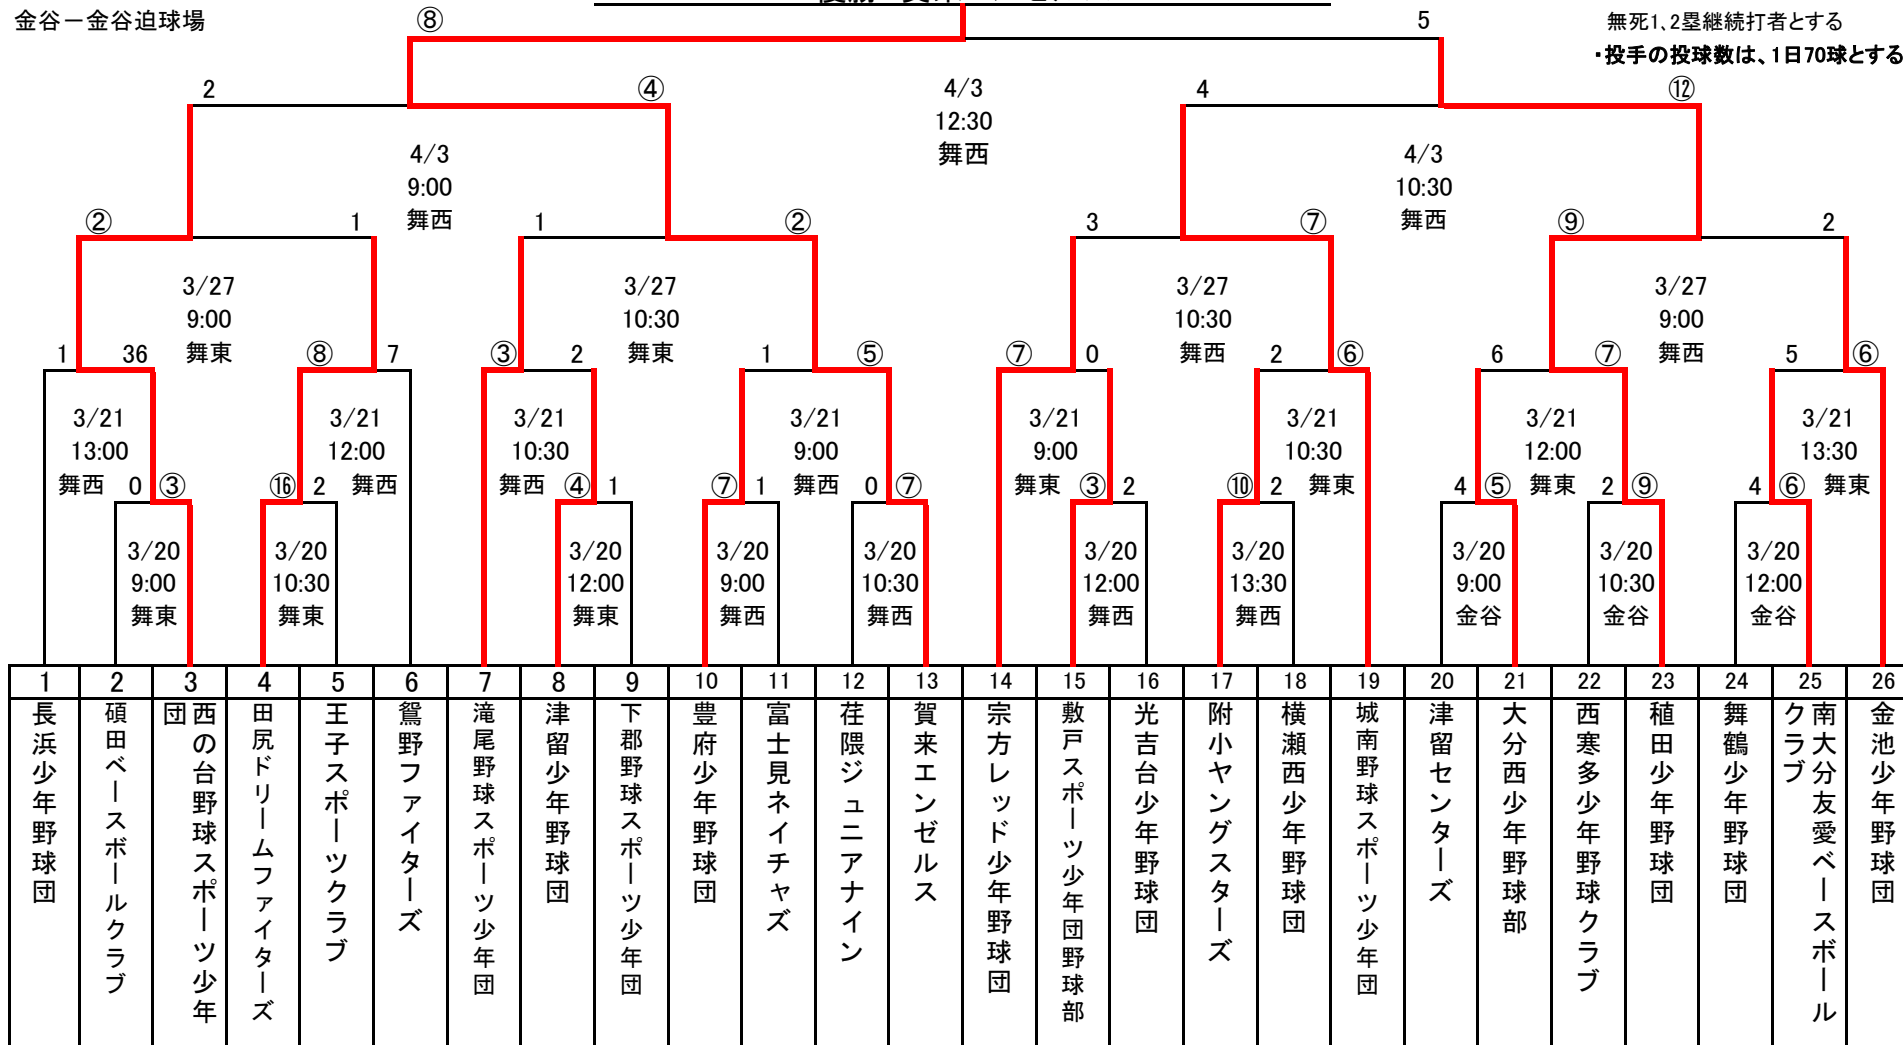 金谷－金谷迫球場
無死1、2塁継続打者とする
・投手の投球数は、1日70球とする
⑧ 5
2 ④ 4 ⑫
4/3
12:30
舞西
4/3
9:00
舞西
4/3
10:30
舞西
② 1 1 ② 3 ⑦ ⑨ 2
3/27
9:00
舞東
3/27
10:30
舞東
3/27
10:30
舞西
3/27
9:00
舞西
1 36 ⑧ 7 ③ 2 1 ⑤ ⑦ 0 2 ⑥ 6 ⑦ 5 ⑥
3/21
13:00
舞西
3/21
12:00
舞西
3/21
10:30
舞西
3/21
9:00
舞西
3/21
9:00
舞東
3/21
10:30
舞東
3/21
12:00
舞東
3/21
13:30
舞東
0 ③ ⑯ 2 ④ 1 ⑦ 1 0 ⑦ ③ 2 ⑩ 2 4 ⑤ 2 ⑨ 4 ⑥
3/20
9:00
舞東
3/20
10:30
舞東
3/20
12:00
舞東
3/20
9:00
舞西
3/20
10:30
舞西
3/20
12:00
舞西
3/20
13:30
舞西
3/20
9:00
金谷
3/20
10:30
金谷
3/20
12:00
金谷
1 2 3 4 5 6 7 8 9 10 11 12 13 14 15 16 17 18 19 20 21 22 23 24 25 26
長浜少年野球団
碩田ベースボールクラブ
西の台野球スポーツ少年
団
田尻ドリームファイターズ
王子スポーツクラブ
鴛野ファイターズ
滝尾野球スポーツ少年団
津留少年野球団
下郡野球スポーツ少年団
豊府少年野球団
富士見ネイチャズ
荏隈ジュニアナイン
賀来エンゼルス
宗方レッド少年野球団
敷戸スポーツ少年団野球部
光吉台少年野球団
附小ヤングスターズ
横瀬西少年野球団
城南野球スポーツ少年団
津留センターズ
大分西少年野球部
西寒多少年野球クラブ
稙田少年野球団
舞鶴少年野球団
南大分友愛ベースボール
クラブ
金池少年野球団